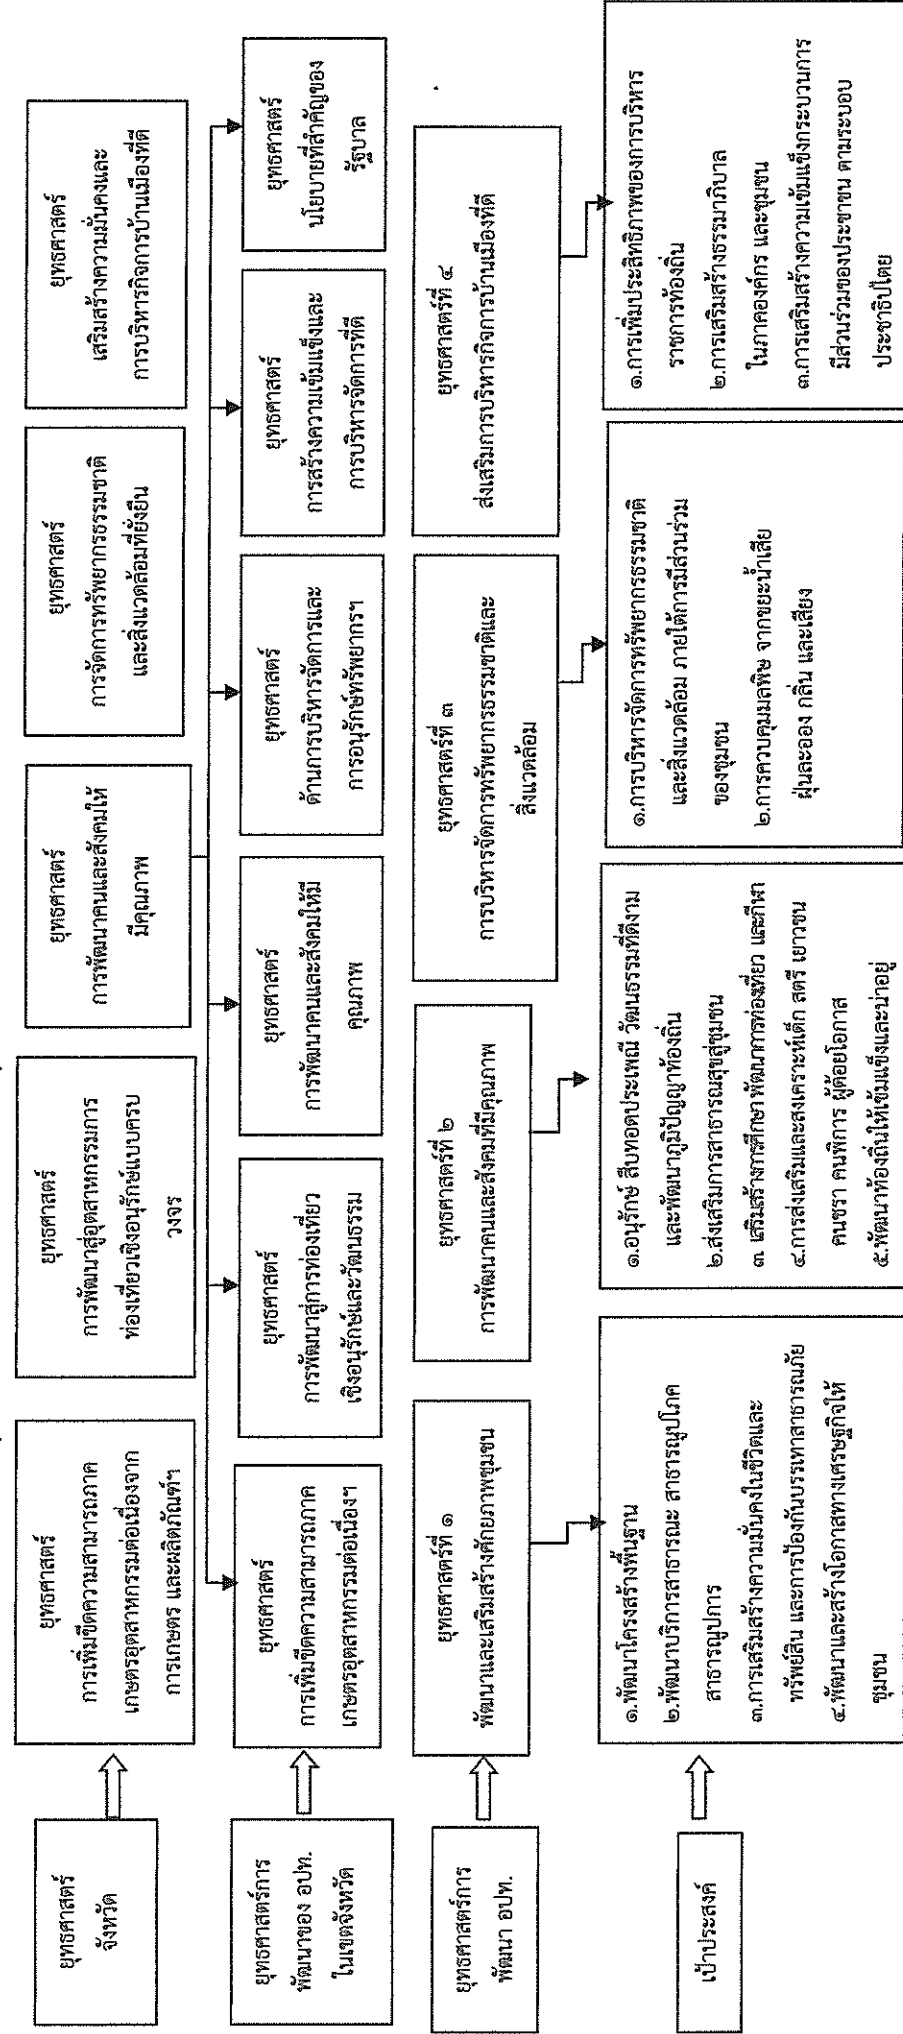 ยุทธศาสตร์
จังหวัด
ยุทธศาสตร์
การเพิ่มขีดความสามารถภาค
เกษตรอุตสาหกรรมต่อเนื่องจาก
การเกษตร และผลิตภัณฑ์ฯ
ยุทธศาสตร์
การพัฒนาสู่อุตสาหกรรมการ
ท่องเที่ยวเชิงอนุรักษ์แบบครบ
วงจร
ยุทธศาสตร์
การพัฒนาคนและสังคมให้
มีคุณภาพ
ยุทธศาสตร์
การจัดการทรัพยากรธรรมชาติ
และสิ่งแวดล้อมที่ยั่งยืน
ยุทธศาสตร์
เสริมสร้างความมั่นคงและ
การบริหารกิจการบ้านเมืองที่ดี
ยุทธศาสตร์การ
พัฒนาของ อปท.
ในเขตจังหวัด
ยุทธศาสตร์
การเพิ่มขีดความสามารถภาค
เกษตรอุตสาหกรรมต่อเนื่องฯ
ยุทธศาสตร์
การพัฒนาสู่การท่องเที่ยว
เชิงอนุรักษ์และวัฒนธรรม
ยุทธศาสตร์
การพัฒนาคนและสังคมให้มี
คุณภาพ
ยุทธศาสตร์
ด้านการบริหารจัดการและ
การอนุรักษ์ทรัพยากรฯ
ยุทธศาสตร์
การสร้างความเข้มแข็งและ
การบริหารจัดการที่ดี
ยุทธศาสตร์
นโยบายที่สำคัญของ
รัฐบาล
ยุทธศาสตร์การ
พัฒนา อปท.
ยุทธศาสตร์ที่ ๑
พัฒนาและเสริมสร้างศักยภาพชุมชน
ยุทธศาสตร์ที่ ๒
การพัฒนาคนและสังคมที่มีคุณภาพ
ยุทธศาสตร์ที่ ๓
การบริหารจัดการทรัพยากรธรรมชาติและ
สิ่งแวดล้อม
ยุทธศาสตร์ที่ ๔
ส่งเสริมการบริหารกิจการบ้านเมืองที่ดี
เป้าประสงค์
๑.พัฒนาโครงสร้างพื้นฐาน
๒.พัฒนาบริการสาธารณะ สาธารณูปโภค
สาธารณูปการ
๓.การเสริมสร้างความมั่นคงในชีวิตและ
ทรัพย์สิน และการป้องกันบรรเทาสาธารณภัย
๔.พัฒนาและสร้างโอกาสทางเศรษฐกิจให้
ชุมชน
๑.อนุรักษ์ สืบทอดประเพณี วัฒนธรรมที่ดีงาม
และพัฒนาภูมิปัญญาท้องถิ่น
๒.ส่งเสริมการสาธารณสุขสู่ชุมชน
๓. เสริมสร้างการศึกษา พัฒนาการท่องเที่ยว และกีฬา
๔.การส่งเสริมและสงเคราะห์เด็ก สตรี เยาวชน
คนชรา คนพิการ ผู้ด้อยโอกาส
๕.พัฒนาท้องถิ่นให้เข้มแข็งและน่าอยู่
๑.การบริหารจัดการทรัพยากรธรรมชาติ
และสิ่งแวดล้อม ภายใต้การมีส่วนร่วม
ของชุมชน
๒.การควบคุมมลพิษ จากขยะน้ำเสีย
ฝุ่นละออง กลิ่น และเสียง
๑.การเพิ่มประสิทธิภาพของการบริหาร
ราชการท้องถิ่น
๒.การเสริมสร้างธรรมาภิบาล
ในภาคองค์กร และชุมชน
๓.การเสริมสร้างความเข้มแข็งกระบวนการ
มีส่วนร่วมของประชาชน ตามระบอบ
ประชาธิปไตย